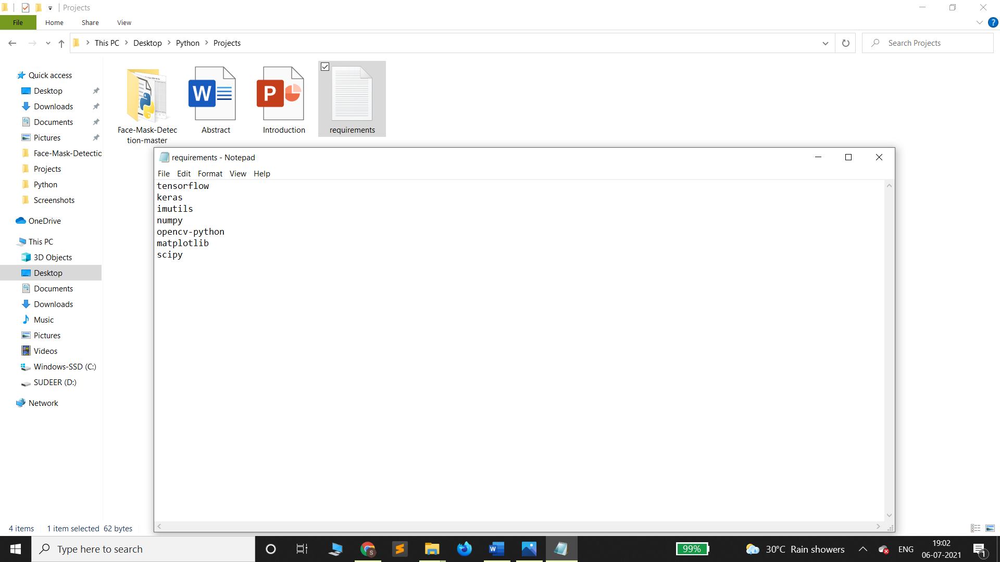 Projects
File Home Share View
This PC Desktop Python Projects
Search Projects
Quick access
Desktop
Downloads
Documents
Pictures
Face-Mask-Detectio
Projects
Python
Screenshots
OneDrive
This PC
3D Objects
Desktop
Documents
Downloads
Music
Pictures
Videos
Windows-SSD (C:)
SUDEER (D:)
Network
Face-Mask-Detec
tion-master
Abstract
Introduction
requirements
requirements - Notepad
File Edit Format View Help
tensorflow
keras
imutils
numpy
opencv-python
matplotlib
scipy
4 items 1 item selected 62 bytes
Type here to search
99%
30°C Rain showers
ENG
19:02
06-07-2021
1